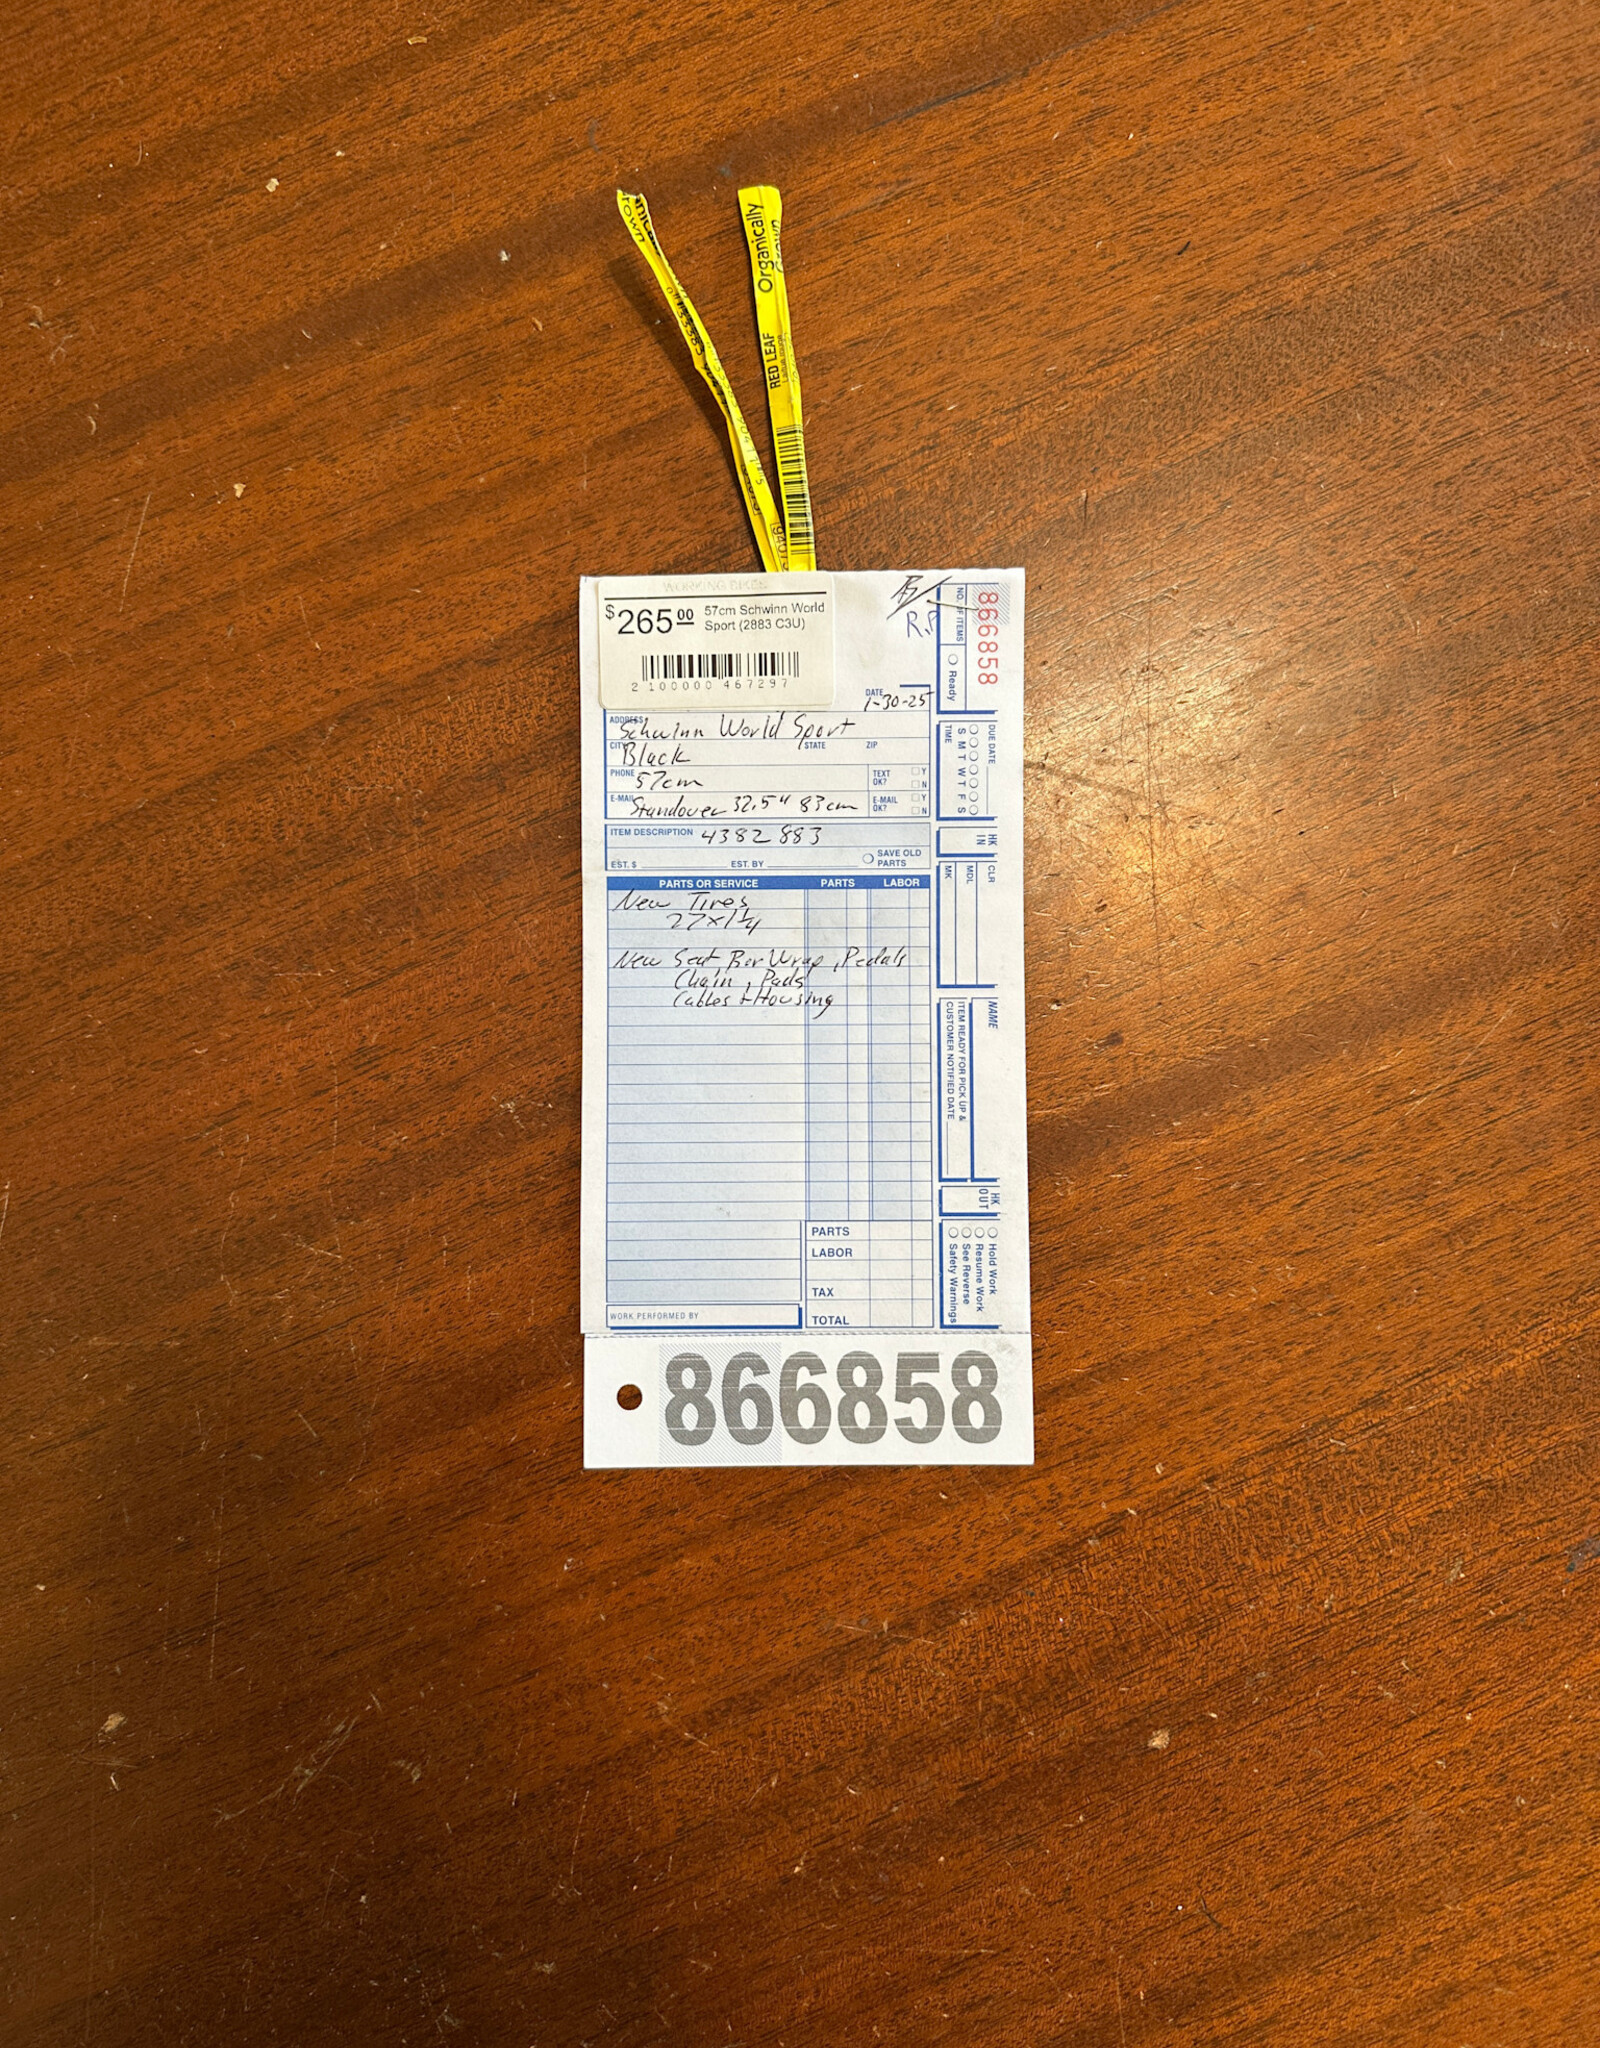 Organically
Grown
RED LEAF
WORKING BIKES
$265.00
57cm Schwinn World
Sport (2883 C3U)
2 100000 467297
R.P
DATE
1-30-25
ADDRESS
Schwinn World Sport
CITY Black STATE ZIP
PHONE 57cm
TEXT OK? Y N
E-MAIL Standover 32.5" 83cm
E-MAIL OK? Y N
ITEM DESCRIPTION 4382 883
EST. $ EST. BY SAVE OLD PARTS
PARTS OR SERVICE PARTS LABOR
New Tires
27x1 1/4
New Seat, Bar Wrap, Pedals
Chain, Pads
Cables + Housing
PARTS
LABOR
TAX
TOTAL
WORK PERFORMED BY
866858
NO. OF ITEMS
Ready
DUE DATE
S M T W T F S
TIME
HK IN
CLR
MDL
MK
NAME
ITEM READY FOR PICK UP &
CUSTOMER NOTIFIED DATE
HK OUT
Hold Work
Resume Work
See Reverse
Safety Warnings
866858